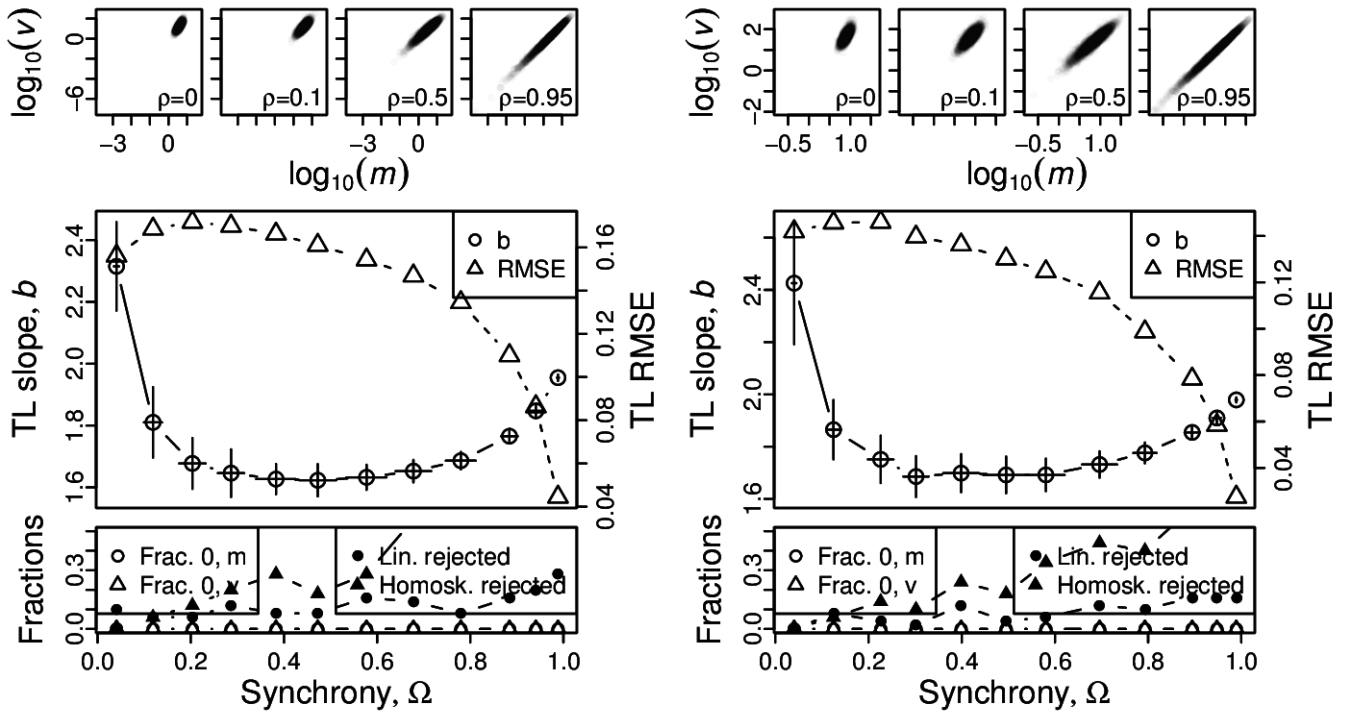 log10(v)
0
−6
ρ=0
ρ=0.1
ρ=0.5
ρ=0.95
−3 0 −3 0
log10(m)
log10(v)
2
0
−2
ρ=0
ρ=0.1
ρ=0.5
ρ=0.95
−0.5 1.0 −0.5 1.0
log10(m)
TL slope, b
2.4
2.2
2.0
1.8
1.6
b
RMSE
0.16
0.12
0.08
0.04
TL RMSE
TL slope, b
2.4
2.0
1.6
b
RMSE
0.12
0.08
0.04
TL RMSE
Fractions
0.3
0.0
Frac. 0, m
Frac. 0, v
Lin. rejected
Homosk. rejected
0.0 0.2 0.4 0.6 0.8 1.0
Synchrony, Ω
Fractions
0.3
0.0
Frac. 0, m
Frac. 0, v
Lin. rejected
Homosk. rejected
0.0 0.2 0.4 0.6 0.8 1.0
Synchrony, Ω